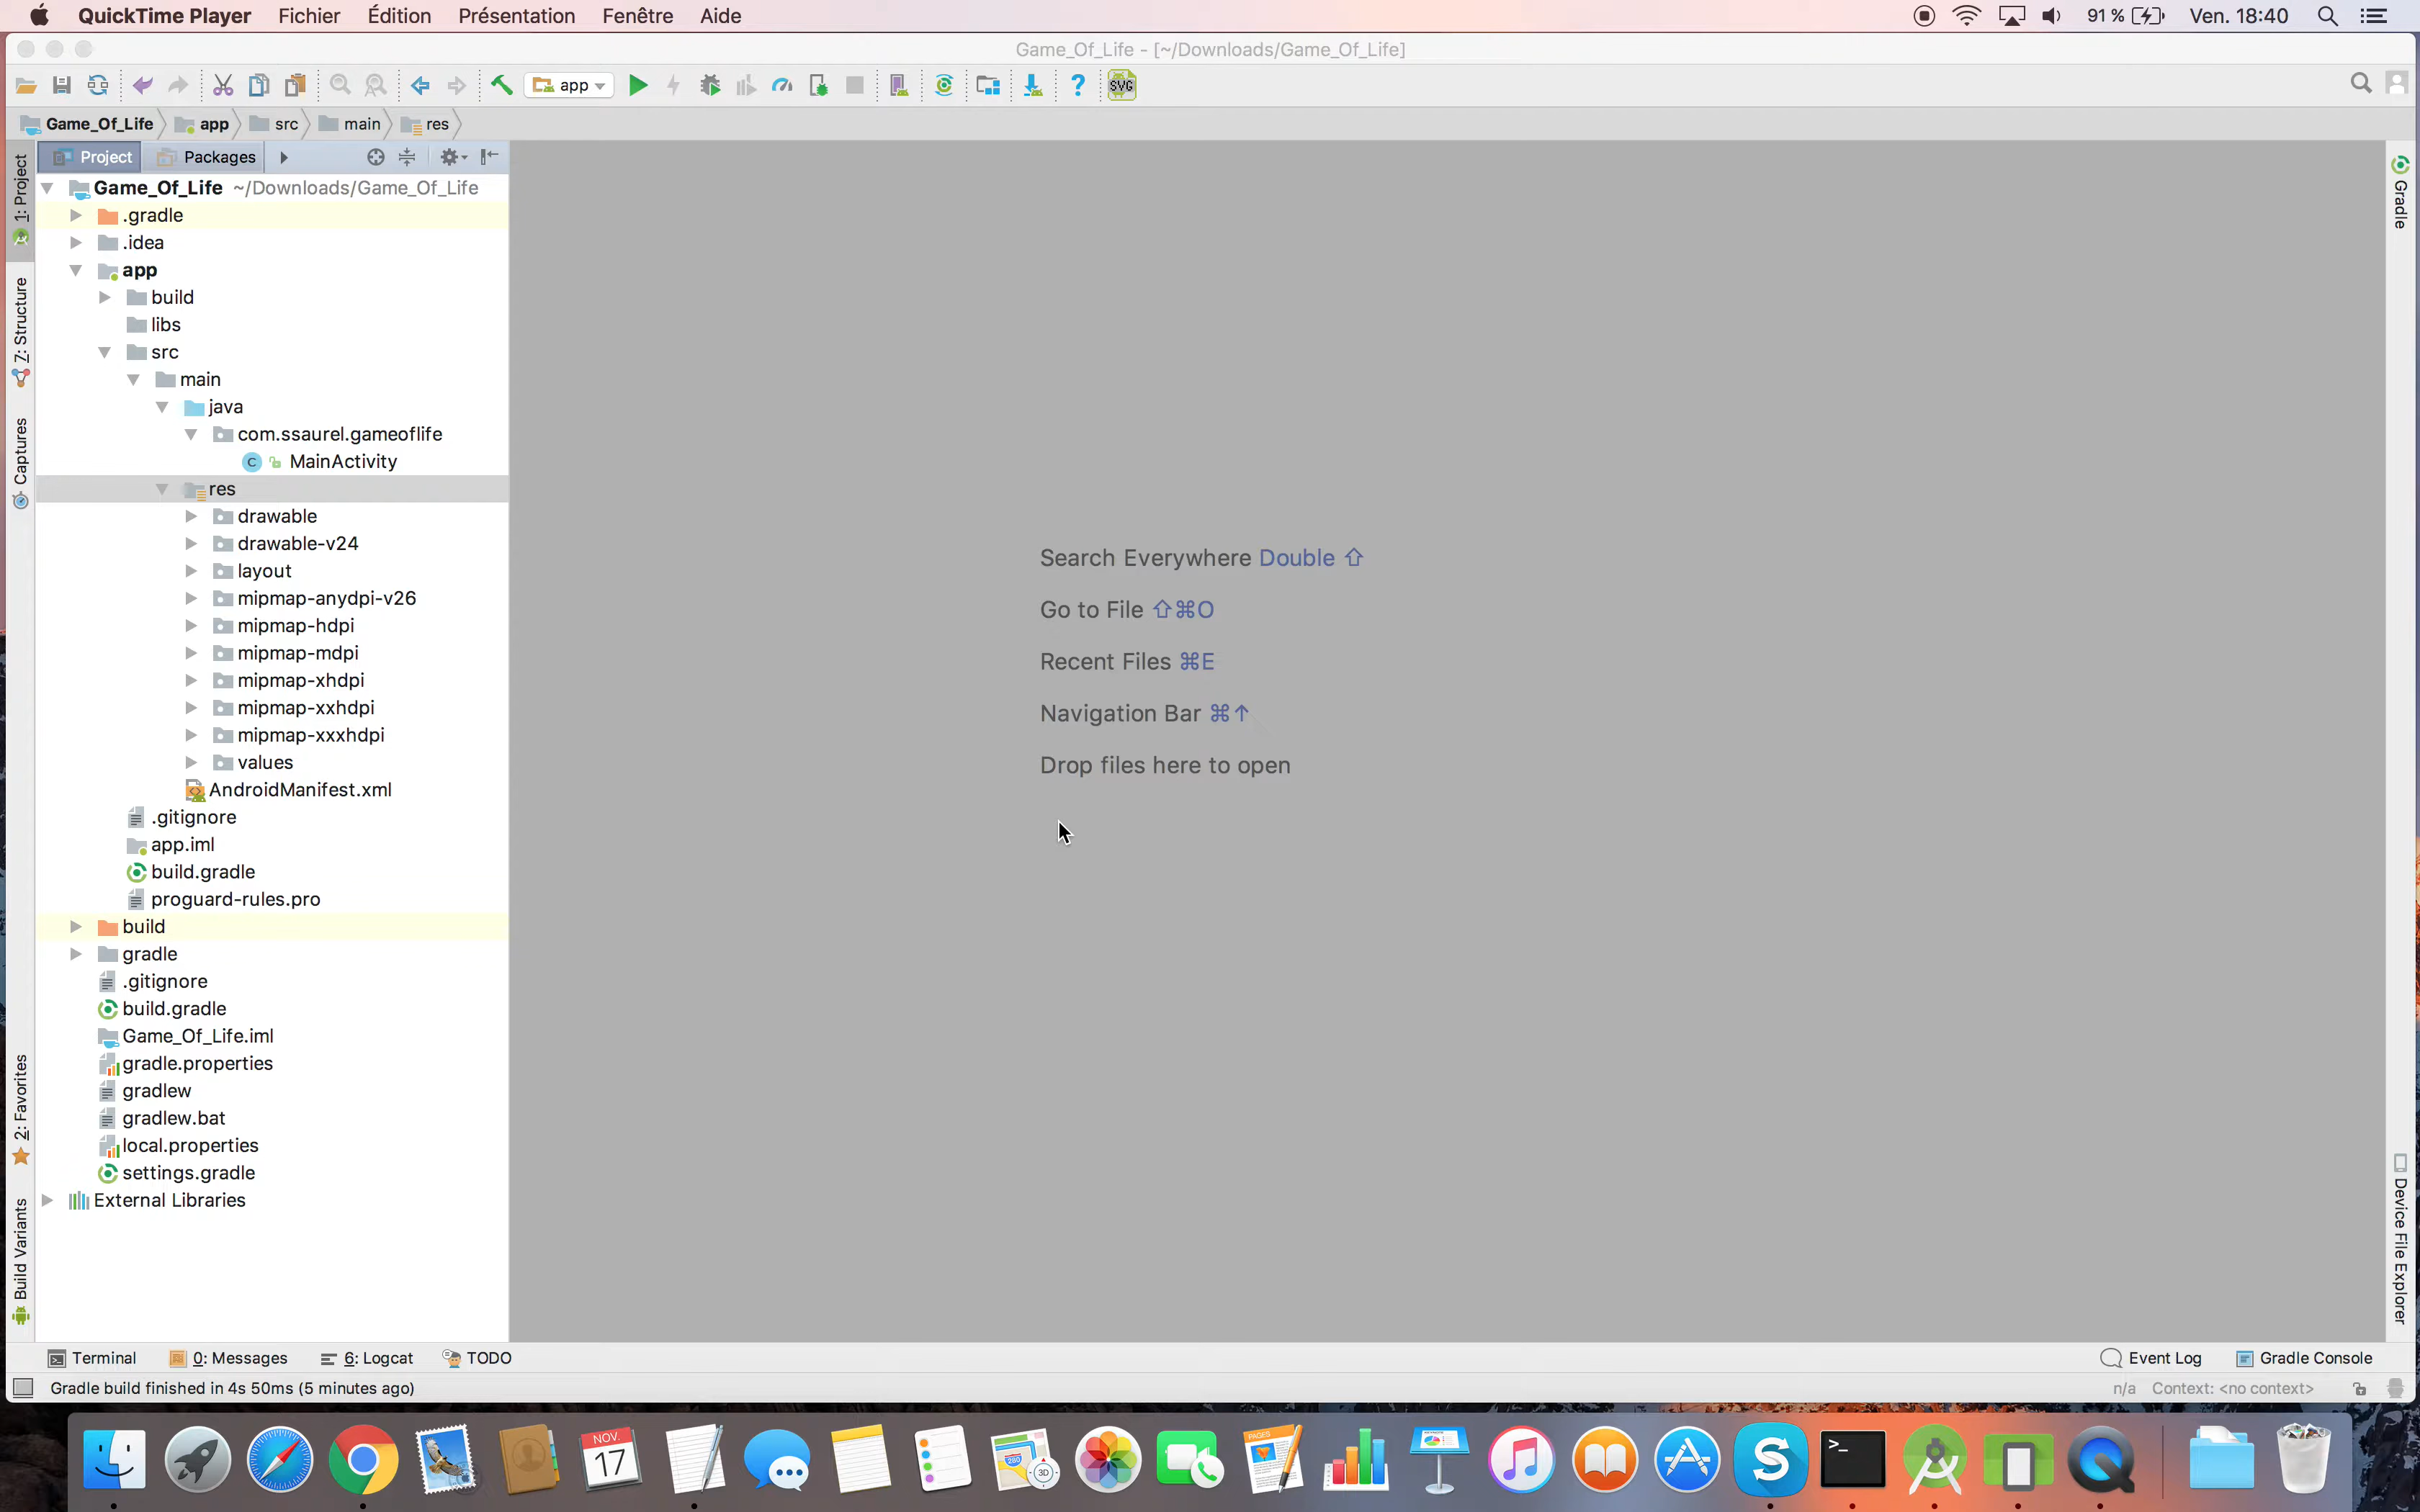 QuickTime Player Fichier Édition Présentation Fenêtre Aide 91 % Ven. 18:40
Game_Of_Life - [~/Downloads/Game_Of_Life]
app SVG
Game_Of_Life app src main res
Project Packages
1: Project
7: Structure
Captures
2: Favorites
Build Variants
Game_Of_Life ~/Downloads/Game_Of_Life
.gradle
.idea
app
build
libs
src
main
java
com.ssaurel.gameoflife
MainActivity
res
drawable
drawable-v24
layout
mipmap-anydpi-v26
mipmap-hdpi
mipmap-mdpi
mipmap-xhdpi
mipmap-xxhdpi
mipmap-xxxhdpi
values
AndroidManifest.xml
.gitignore
app.iml
build.gradle
proguard-rules.pro
build
gradle
.gitignore
build.gradle
Game_Of_Life.iml
gradle.properties
gradlew
gradlew.bat
local.properties
settings.gradle
External Libraries
Search Everywhere Double ⇧
Go to File ⇧⌘O
Recent Files ⌘E
Navigation Bar ⌘↑
Drop files here to open
Gradle
Device File Explorer
Terminal 0: Messages 6: Logcat TODO Event Log Gradle Console
Gradle build finished in 4s 50ms (5 minutes ago) n/a Context: <no context>
NOV.
17
280
3D
PAGES